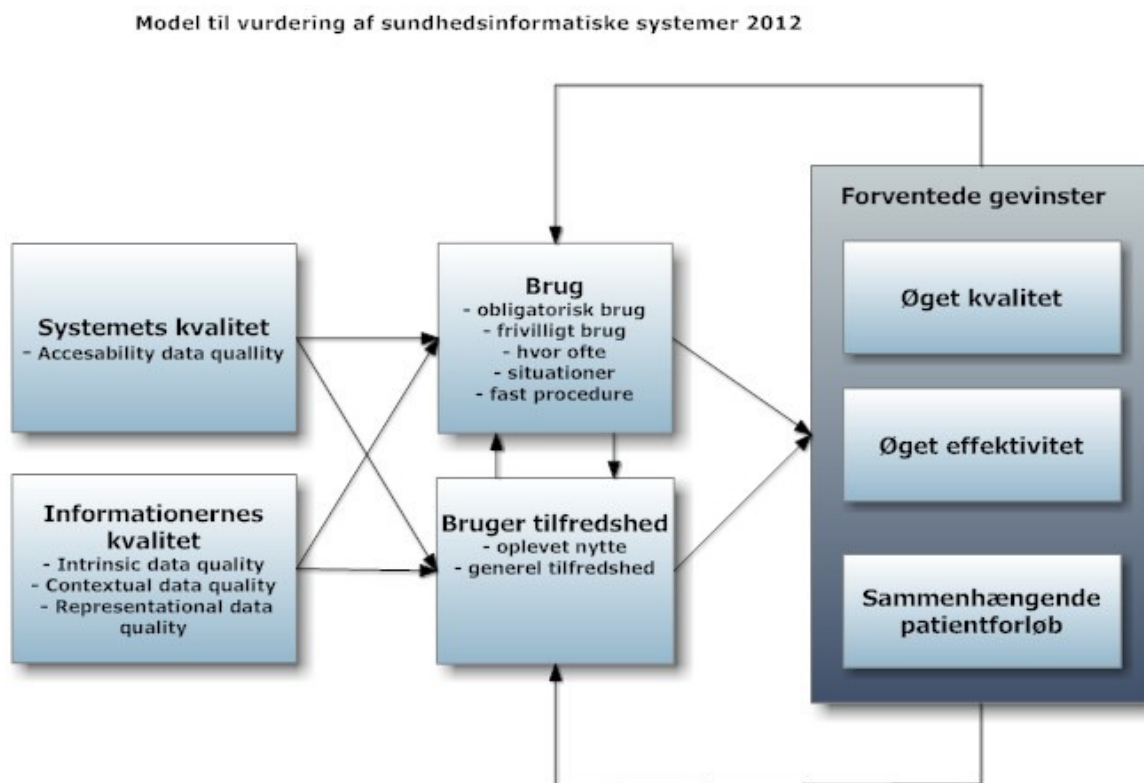 Model til vurdering af sundhedsinformatiske systemer 2012
Systemets kvalitet
- Accesability data quallity
Informationernes
kvalitet
- Intrinsic data quality
- Contextual data quality
- Representational data
quality
Brug
- obligatorisk brug
- frivilligt brug
- hvor ofte
- situationer
- fast procedure
Bruger tilfredshed
- oplevet nytte
- generel tilfredshed
Forventede gevinster
Øget kvalitet
Øget effektivitet
Sammenhængende
patientforløb